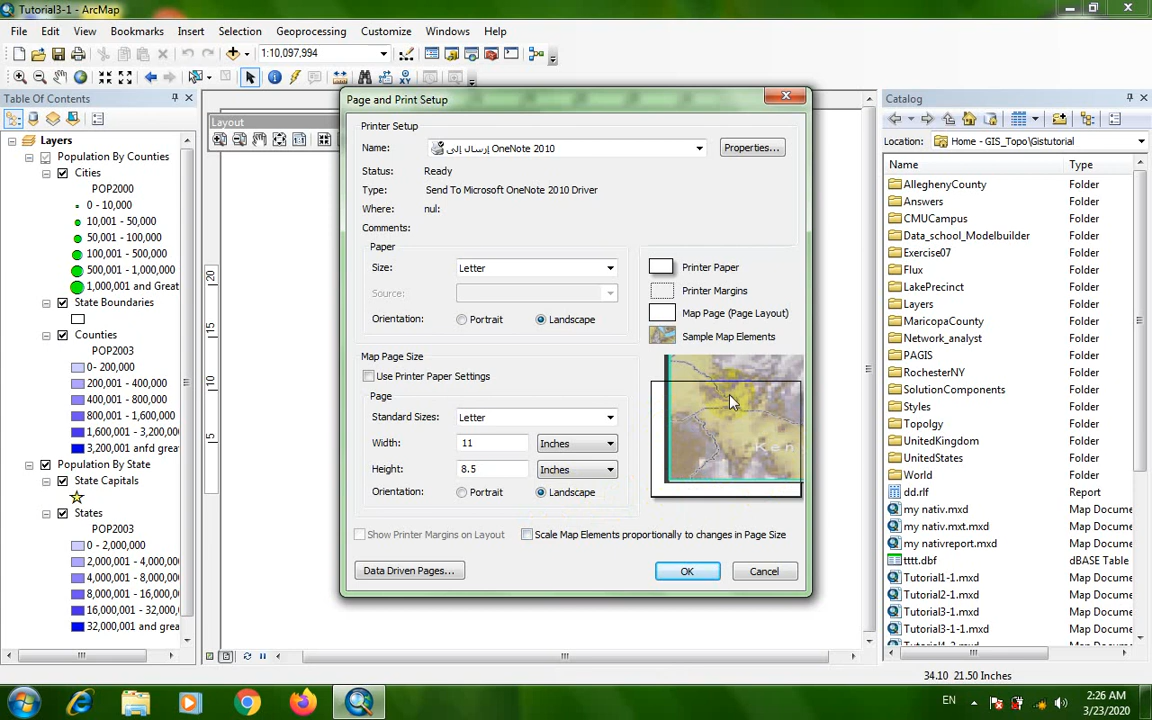 Tutorial3-1 - ArcMap
File Edit View Bookmarks Insert Selection Geoprocessing Customize Windows Help
1:10,097,994
Table Of Contents
Layers
Population By Counties
Cities
POP2000
0 - 10,000
10,001 - 50,000
50,001 - 100,000
100,001 - 500,000
500,001 - 1,000,000
1,000,001 and Great
State Boundaries
Counties
POP2003
0- 200,000
200,001 - 400,000
400,001 - 800,000
800,001 - 1,600,000
1,600,001 - 3,200,000
3,200,001 anfd great
Population By State
State Capitals
States
POP2003
0 - 2,000,000
2,000,001 - 4,000,000
4,000,001 - 8,000,000
8,000,001 - 16,000,00
16,000,001 - 32,000,0
32,000,001 and grea
Layout
20
15
10
5
Page and Print Setup
Printer Setup
Name: إرسال إلى OneNote 2010 Properties...
Status: Ready
Type: Send To Microsoft OneNote 2010 Driver
Where: nul:
Comments:
Paper
Size: Letter
Source:
Orientation: Portrait Landscape
Printer Paper
Printer Margins
Map Page (Page Layout)
Sample Map Elements
Ken
Map Page Size
Use Printer Paper Settings
Page
Standard Sizes: Letter
Width: 11 Inches
Height: 8.5 Inches
Orientation: Portrait Landscape
Show Printer Margins on Layout Scale Map Elements proportionally to changes in Page Size
Data Driven Pages... OK Cancel
Catalog
Location: Home - GIS_Topo\Gistutorial
Name Type
AlleghenyCounty Folder
Answers Folder
CMUCampus Folder
Data_school_Modelbuilder Folder
Exercise07 Folder
Flux Folder
LakePrecinct Folder
Layers Folder
MaricopaCounty Folder
Network_analyst Folder
PAGIS Folder
RochesterNY Folder
SolutionComponents Folder
Styles Folder
Topolgy Folder
UnitedKingdom Folder
UnitedStates Folder
World Folder
dd.rlf Report
my nativ.mxd Map Docume
my nativ.mxt.mxd Map Docume
my nativreport.mxd Map Docume
tttt.dbf dBASE Table
Tutorial1-1.mxd Map Docume
Tutorial2-1.mxd Map Docume
Tutorial3-1.mxd Map Docume
Tutorial3-1-1.mxd Map Docume
34.10 21.50 Inches
EN
2:26 AM
3/23/2020